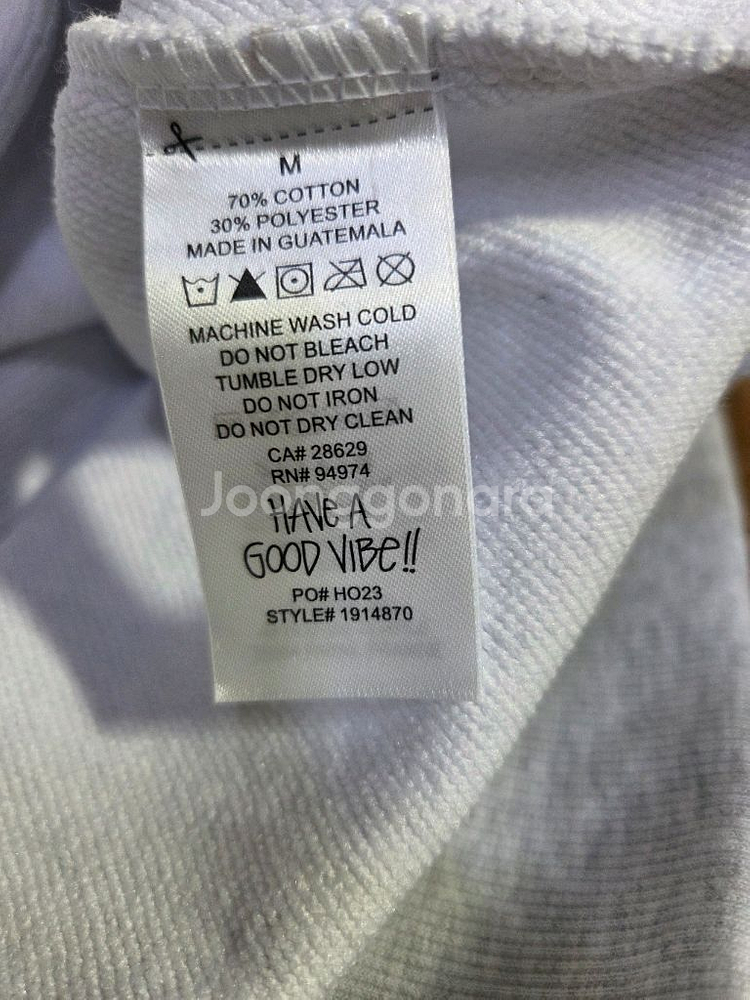 M
70% COTTON
30% POLYESTER
MADE IN GUATEMALA
MACHINE WASH COLD
DO NOT BLEACH
TUMBLE DRY LOW
DO NOT IRON
DO NOT DRY CLEAN
CA# 28629
RN# 94974
Joonggonara
HAVE A
GOOD VIBE!!
PO# HO23
STYLE# 1914870